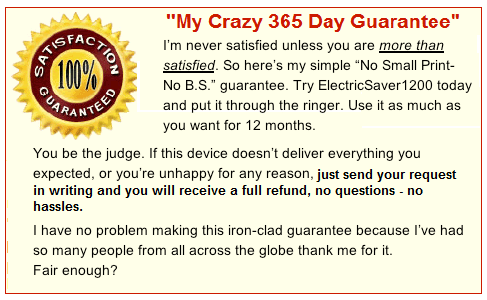 "My Crazy 365 Day Guarantee"
SATISFACTION
100%
GUARANTEED
I'm never satisfied unless you are more than
satisfied. So here's my simple “No Small Print-
No B.S.” guarantee. Try ElectricSaver1200 today
and put it through the ringer. Use it as much as
you want for 12 months.
You be the judge. If this device doesn't deliver everything you
expected, or you're unhappy for any reason, just send your request
in writing and you will receive a full refund, no questions - no
hassles.
I have no problem making this iron-clad guarantee because I've had
so many people from all across the globe thank me for it.
Fair enough?